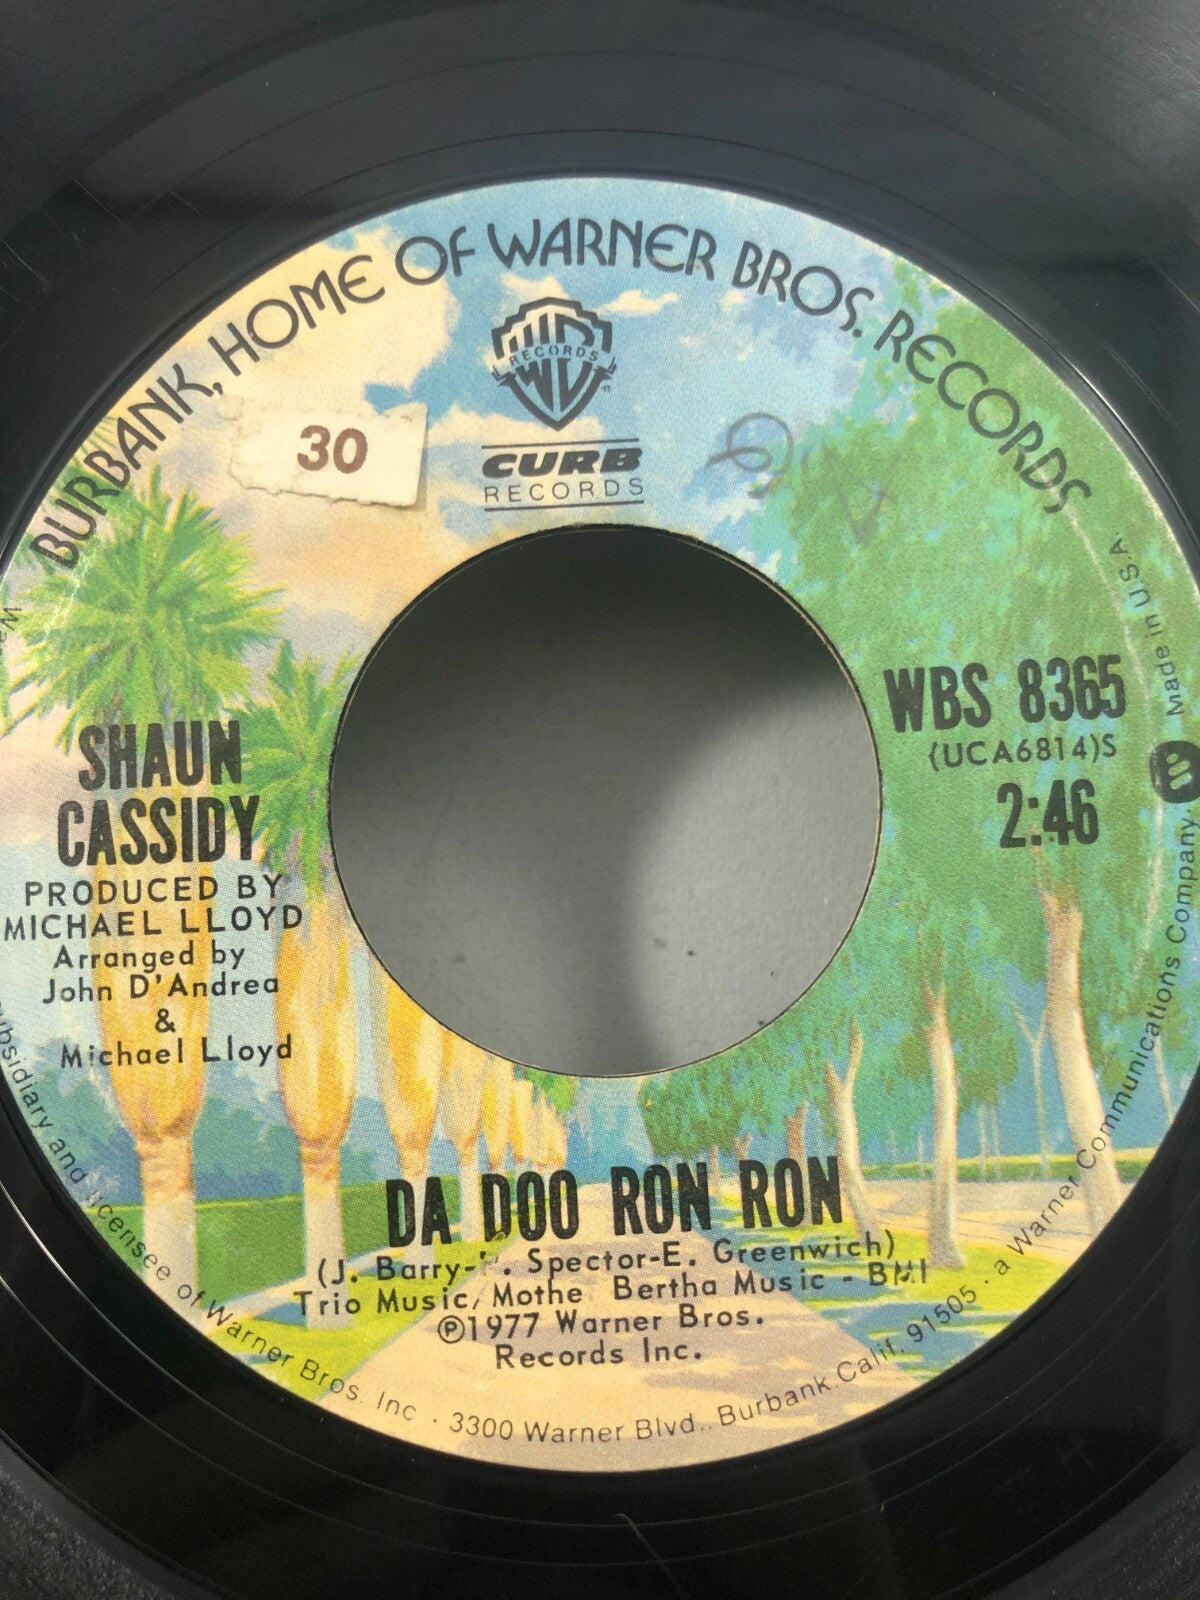 BURBANK, HOME OF WARNER BROS. RECORDS
RECORDS
CURB
RECORDS
30
SHAUN
CASSIDY
PRODUCED BY
MICHAEL LLOYD
Arranged by
John D'Andrea
&
Michael Lloyd
WBS 8365
(UCA6814)S
2:46
DA DOO RON RON
(J. Barry- . Spector-E. Greenwich)
Trio Music/Mothe Bertha Music - BMI
℗1977 Warner Bros.
Records Inc.
and licensee of Warner Bros. Inc · 3300 Warner Blvd., Burbank Calif. 91505 · a Warner Communications Company.
Made in U.S.A.